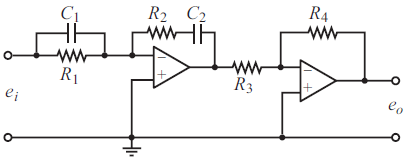 C₁ R₂ C₂ R₄
R₁ R₃
− + − +
eᵢ eₒ